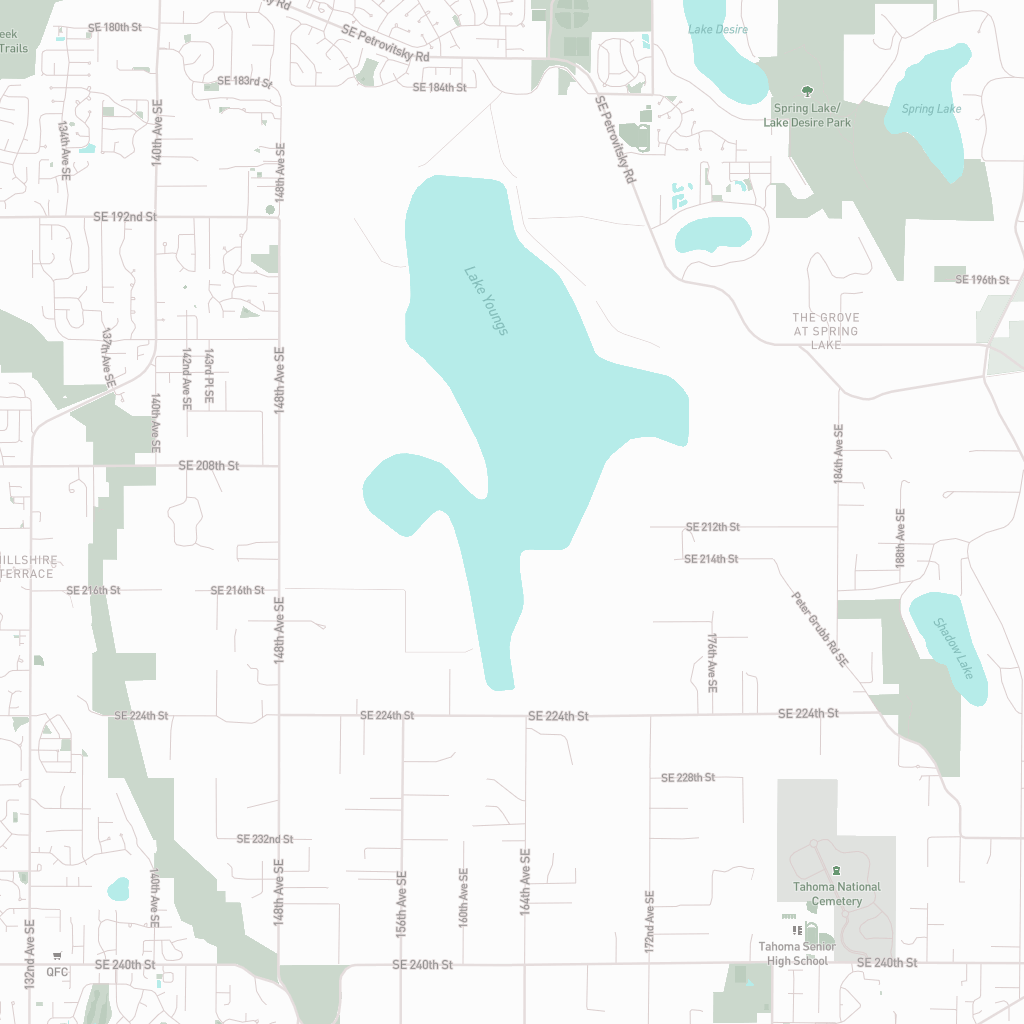 ky Rd
SE 180th St
SE Petrovitsky Rd
Lake Desire
eek
Trails
SE 183rd St
SE 184th St
140th Ave SE
134th Ave SE
148th Ave SE
SE Petrovitsky Rd
Spring Lake/
Lake Desire Park
Spring Lake
SE 192nd St
SE 196th St
Lake Youngs
THE GROVE
AT SPRING
LAKE
137th Ave SE
142nd Ave SE
143rd Pl SE
148th Ave SE
140th Ave SE
184th Ave SE
SE 208th St
SE 212th St
188th Ave SE
SE 214th St
HILLSHIRE
TERRACE
SE 216th St
SE 216th St
148th Ave SE
Peter Grubb Rd SE
Shadow Lake
176th Ave SE
SE 224th St
SE 224th St
SE 224th St
SE 224th St
SE 228th St
SE 232nd St
140th Ave SE
148th Ave SE
156th Ave SE
160th Ave SE
164th Ave SE
172nd Ave SE
132nd Ave SE
Tahoma National
Cemetery
Tahoma Senior
High School
QFC
SE 240th St
SE 240th St
SE 240th St